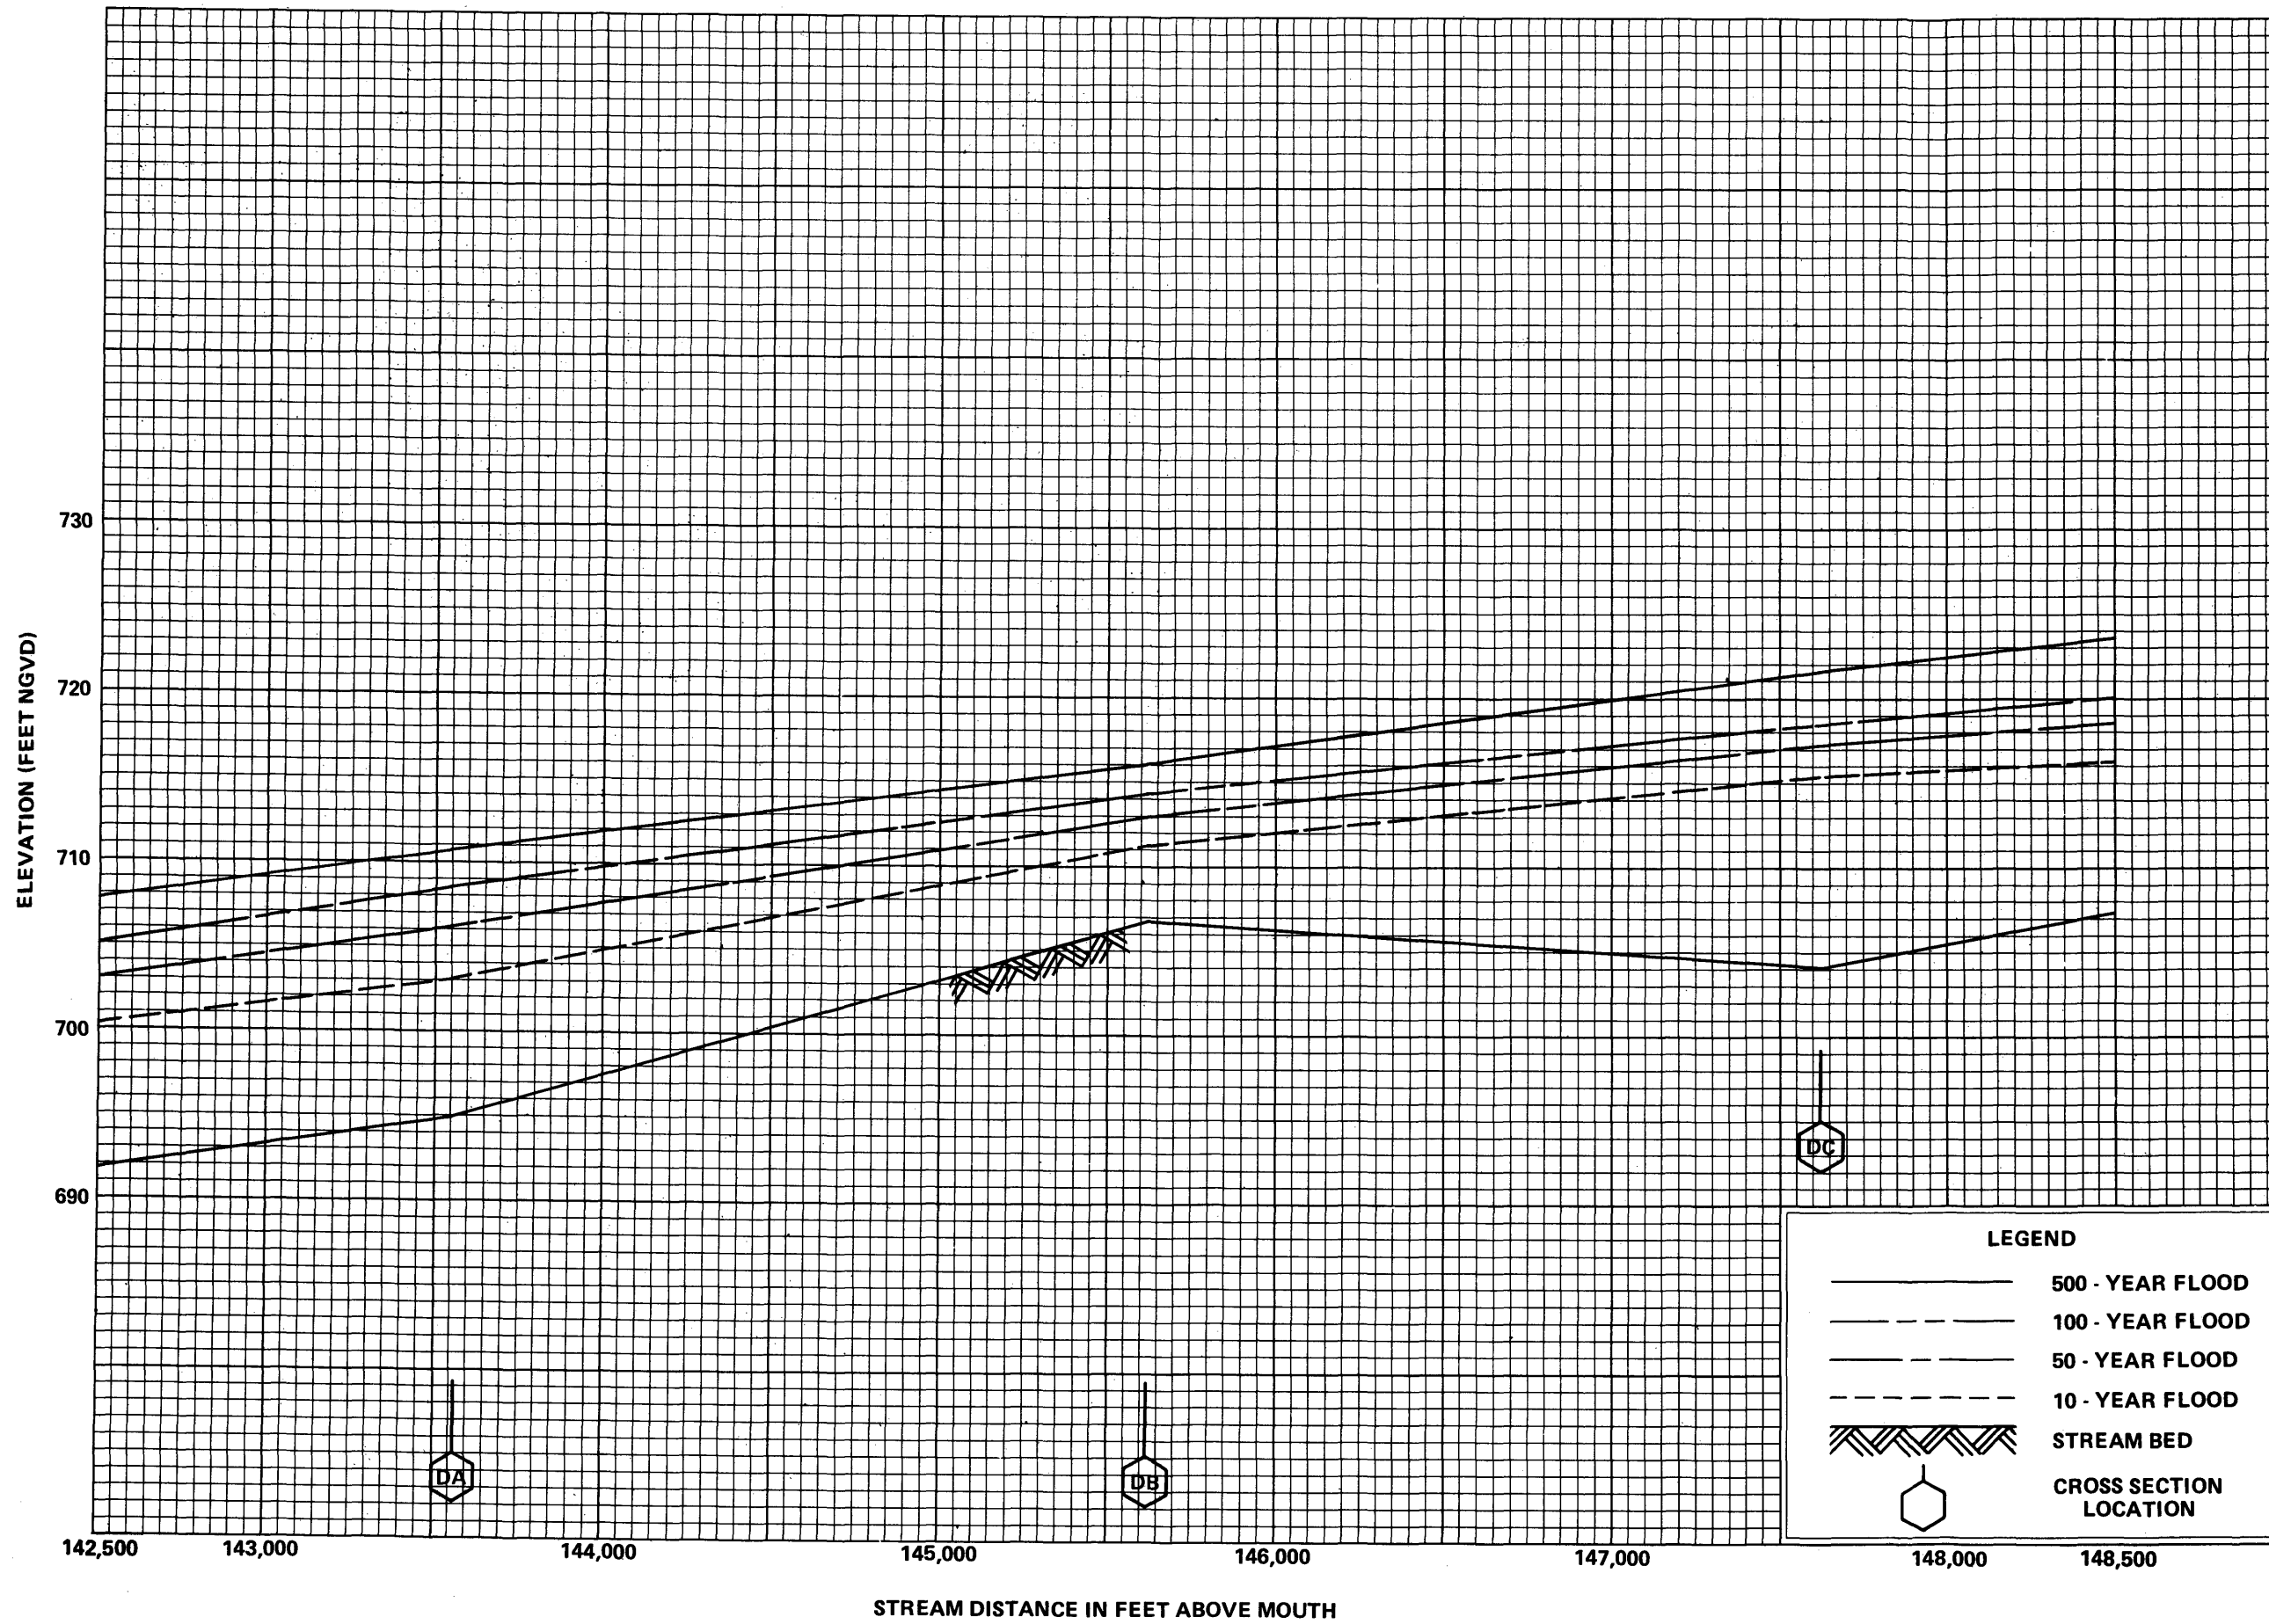 ELEVATION (FEET NGVD)
730
720
710
700
690
DA
DB
DC
LEGEND
500 - YEAR FLOOD
100 - YEAR FLOOD
50 - YEAR FLOOD
10 - YEAR FLOOD
STREAM BED
CROSS SECTION
LOCATION
142,500
143,000
144,000
145,000
146,000
147,000
148,000
148,500
STREAM DISTANCE IN FEET ABOVE MOUTH